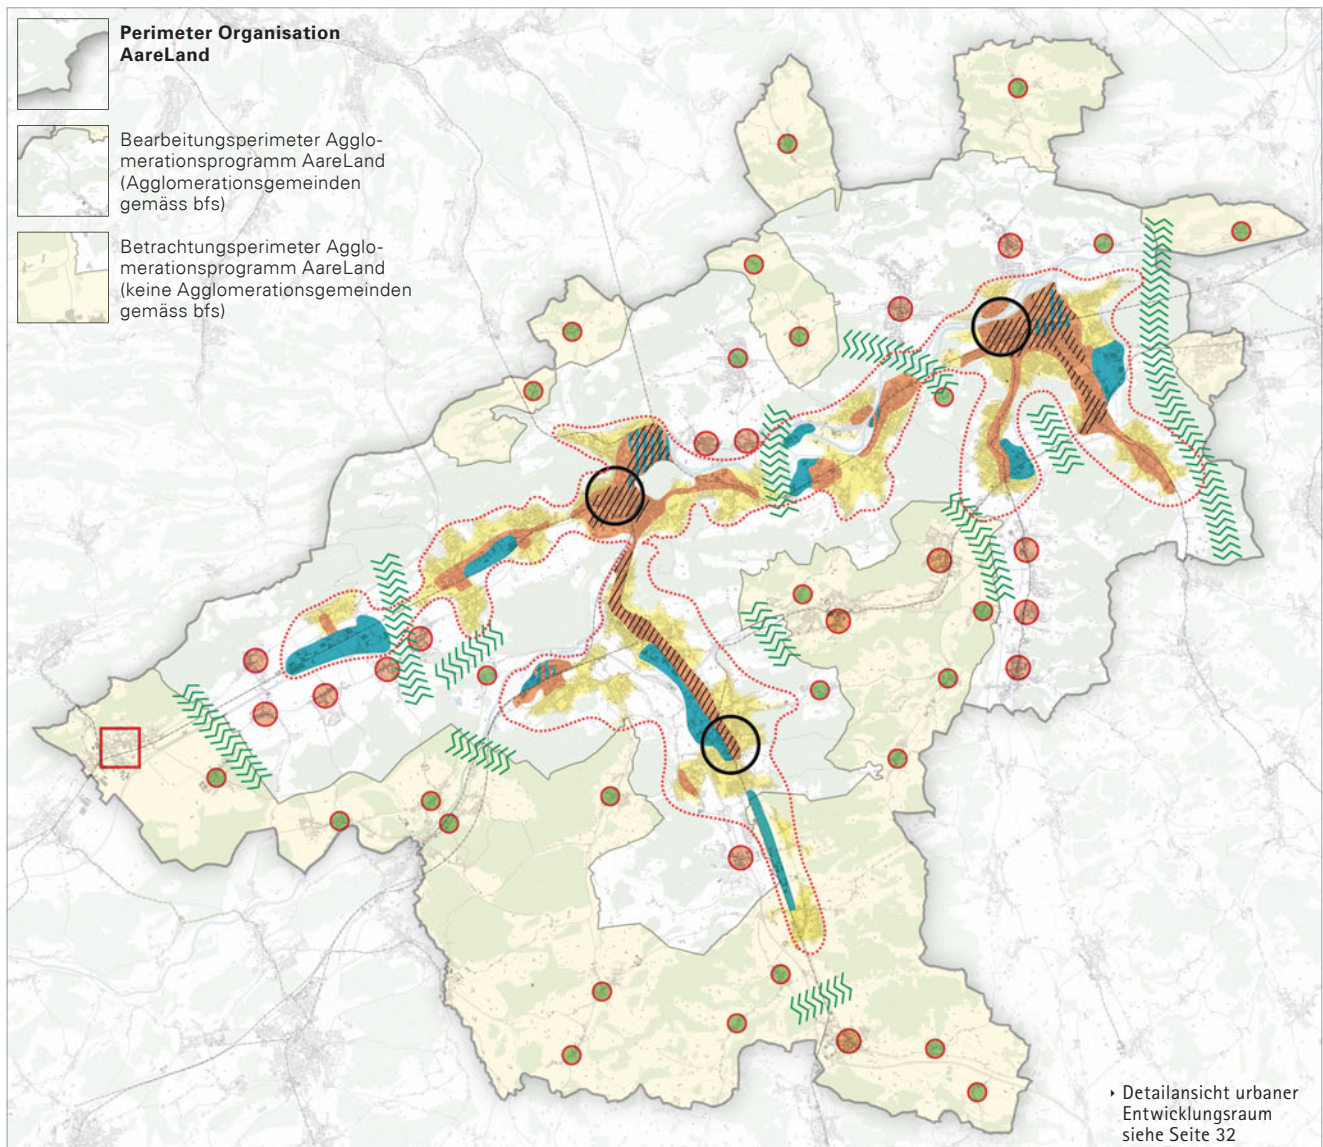 Perimeter Organisation
AareLand
Bearbeitungsperimeter Agglo-
merationsprogramm AareLand
(Agglomerationsgemeinden
gemäss bfs)
Betrachtungsperimeter Agglo-
merationsprogramm AareLand
(keine Agglomerationsgemeinden
gemäss bfs)
‣ Detailansicht urbaner
Entwicklungsraum
siehe Seite 32